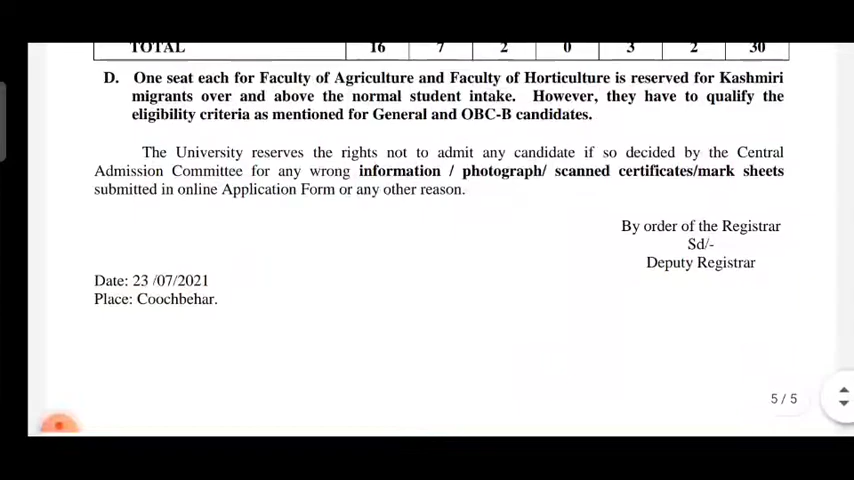 TOTAL 16 7 2 0 3 2 30
D. One seat each for Faculty of Agriculture and Faculty of Horticulture is reserved for Kashmiri
migrants over and above the normal student intake. However, they have to qualify the
eligibility criteria as mentioned for General and OBC-B candidates.
The University reserves the rights not to admit any candidate if so decided by the Central
Admission Committee for any wrong information / photograph/ scanned certificates/mark sheets
submitted in online Application Form or any other reason.
By order of the Registrar
Sd/-
Deputy Registrar
Date: 23 /07/2021
Place: Coochbehar.
5 / 5